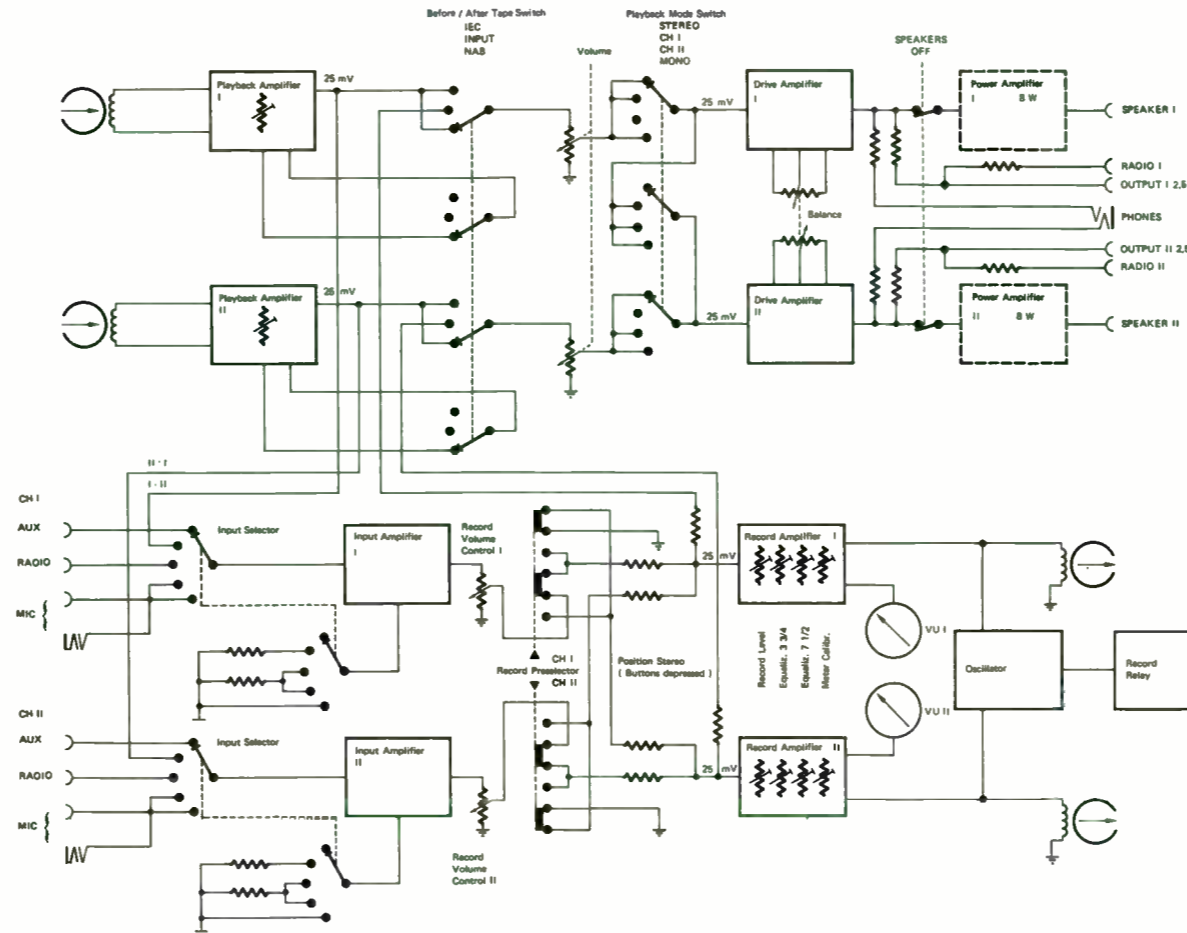 Before / After Tape Switch
IEC
INPUT
NAB
Playback Mode Switch
STEREO
CH I
CH II
MONO
Volume
SPEAKERS
OFF
Playback Amplifier
I
25 mV
25 mV
Drive Amplifier
I
Power Amplifier
I 8 W
SPEAKER I
RADIO I
OUTPUT I 2,5
PHONES
OUTPUT II 2,5
RADIO II
Balance
Playback Amplifier
II
25 mV
25 mV
Drive Amplifier
II
Power Amplifier
II 8 W
SPEAKER II
II - I
I - II
CH I
AUX
RADIO
MIC
Input Selector
Input Amplifier
I
Record
Volume
Control I
25 mV
Record Amplifier I
VU I
Record Level
Equaliz. 3 3/4
Equaliz. 7 1/2
Meter Calibr.
CH I
Record Preselector
CH II
Position Stereo
( Buttons depressed )
Oscillator
Record
Relay
VU II
CH II
AUX
RADIO
MIC
Input Selector
Input Amplifier
II
25 mV
Record Amplifier II
Record
Volume
Control II